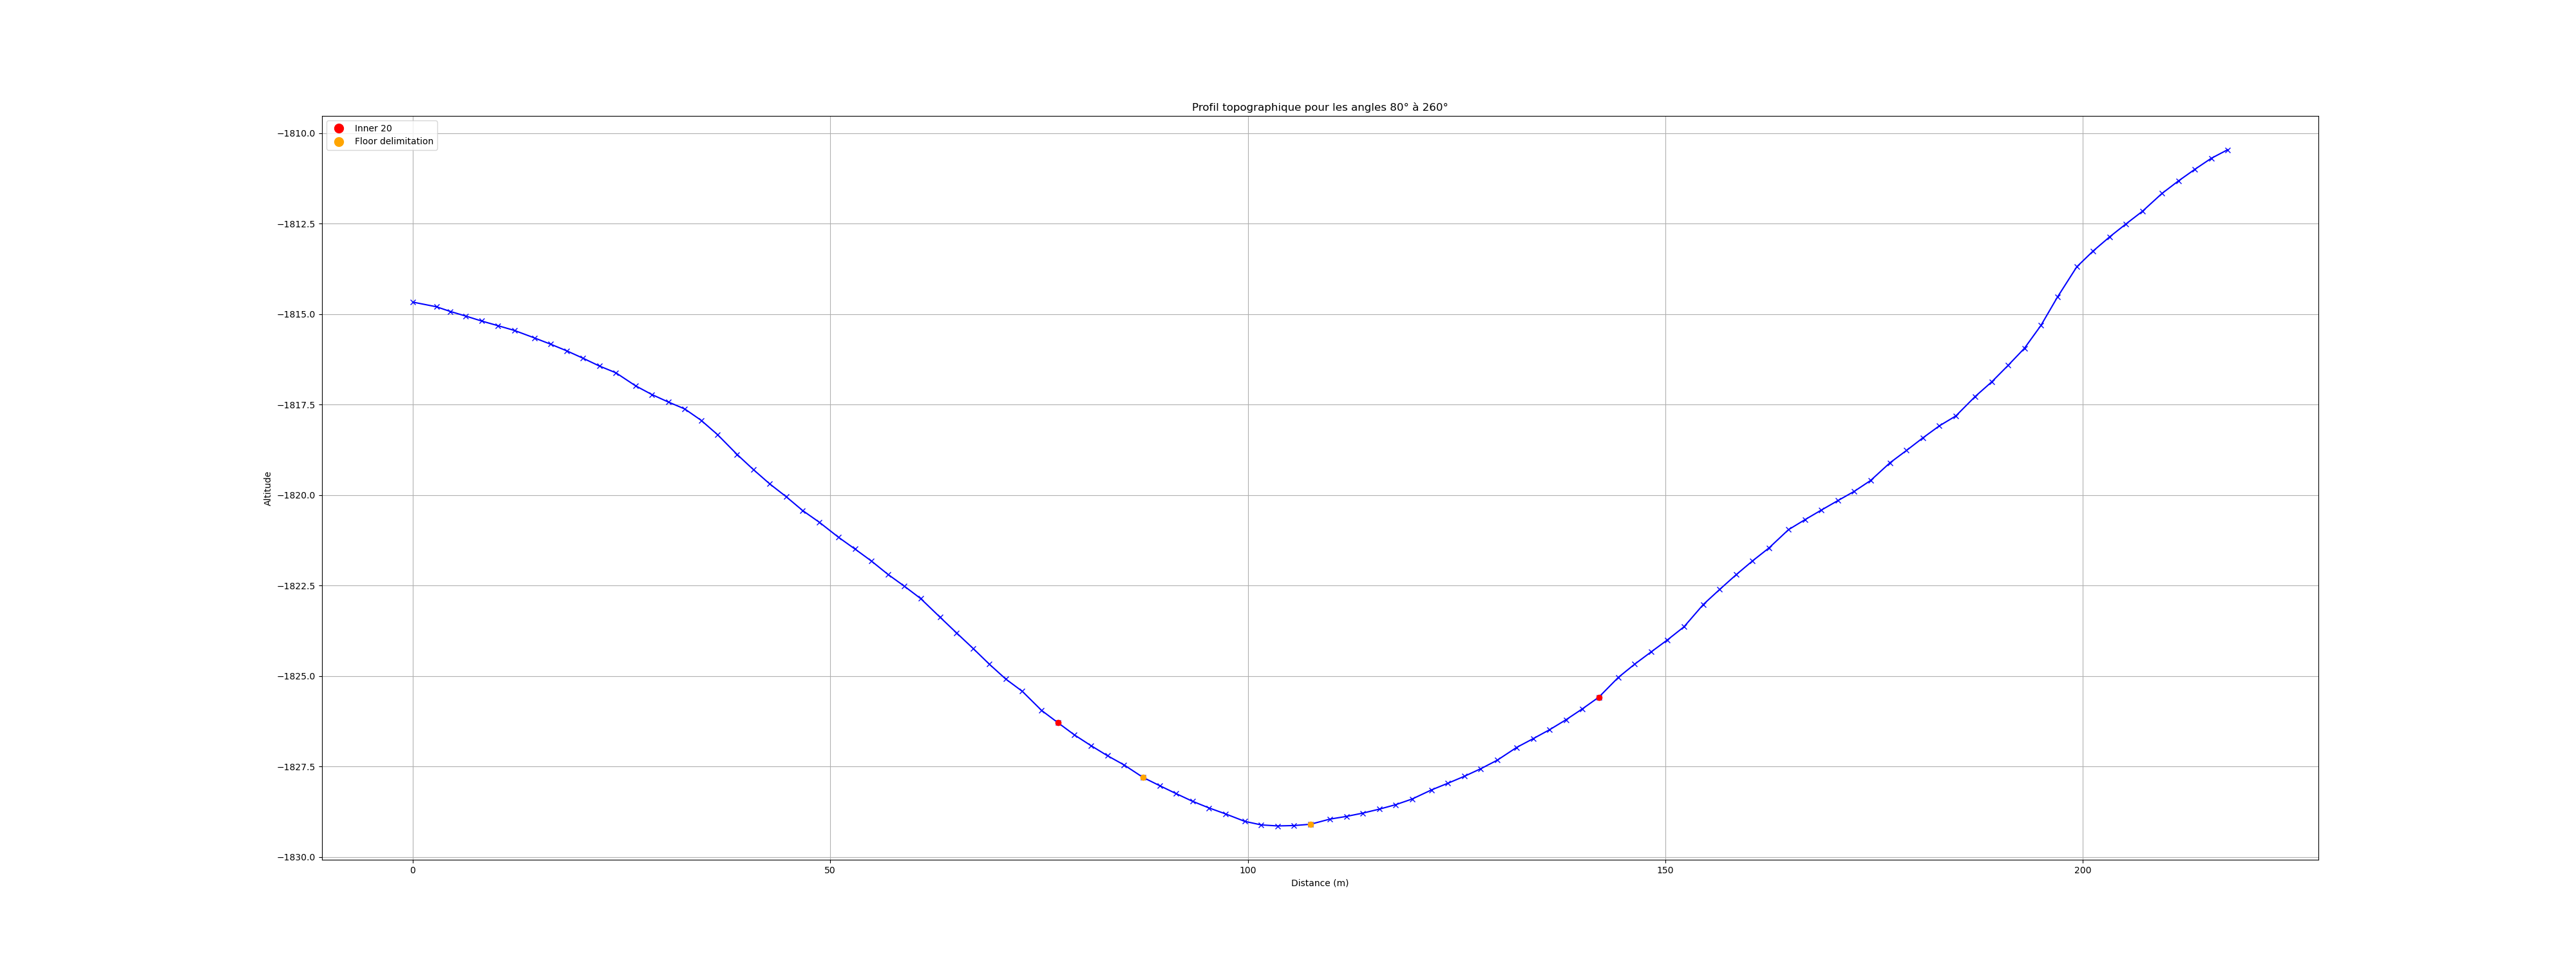 Profil topographique pour les angles 80° à 260°
Inner 20
Floor delimitation
−1810.0
−1812.5
−1815.0
−1817.5
−1820.0
−1822.5
−1825.0
−1827.5
−1830.0
Altitude
0
50
100
150
200
Distance (m)